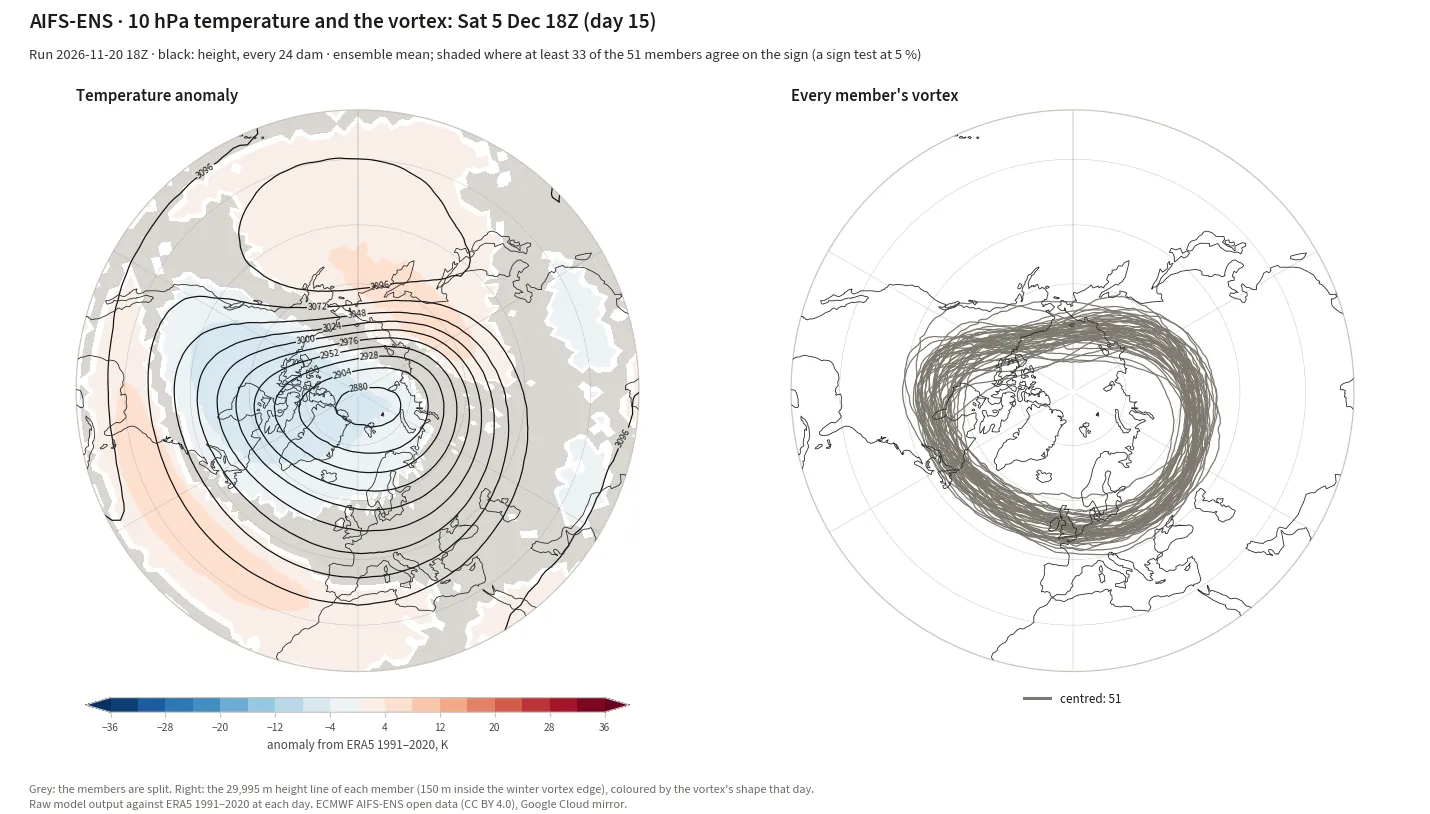 AIFS-ENS · 10 hPa temperature and the vortex: Sat 5 Dec 18Z (day 15)
Run 2026-11-20 18Z · black: height, every 24 dam · ensemble mean; shaded where at least 33 of the 51 members agree on the sign (a sign test at 5 %)
Temperature anomaly
Every member's vortex
3096
3096
3072
3048
3024
3000
2976
2952
2928
2904
2880
3096
centred: 51
−36 −28 −20 −12 −4 4 12 20 28 36
anomaly from ERA5 1991–2020, K
Grey: the members are split. Right: the 29,995 m height line of each member (150 m inside the winter vortex edge), coloured by the vortex's shape that day.
Raw model output against ERA5 1991–2020 at each day. ECMWF AIFS-ENS open data (CC BY 4.0), Google Cloud mirror.